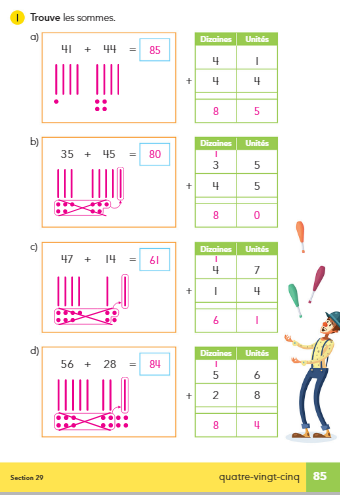 1 Trouve les sommes.
a) 41 + 44 = 85
Dizaines Unités
4 1
+ 4 4
8 5
b) 35 + 45 = 80
Dizaines Unités
1
3 5
+ 4 5
8 0
c) 47 + 14 = 61
Dizaines Unités
1
4 7
+ 1 4
6 1
d) 56 + 28 = 84
Dizaines Unités
1
5 6
+ 2 8
8 4
Section 29 quatre-vingt-cinq 85